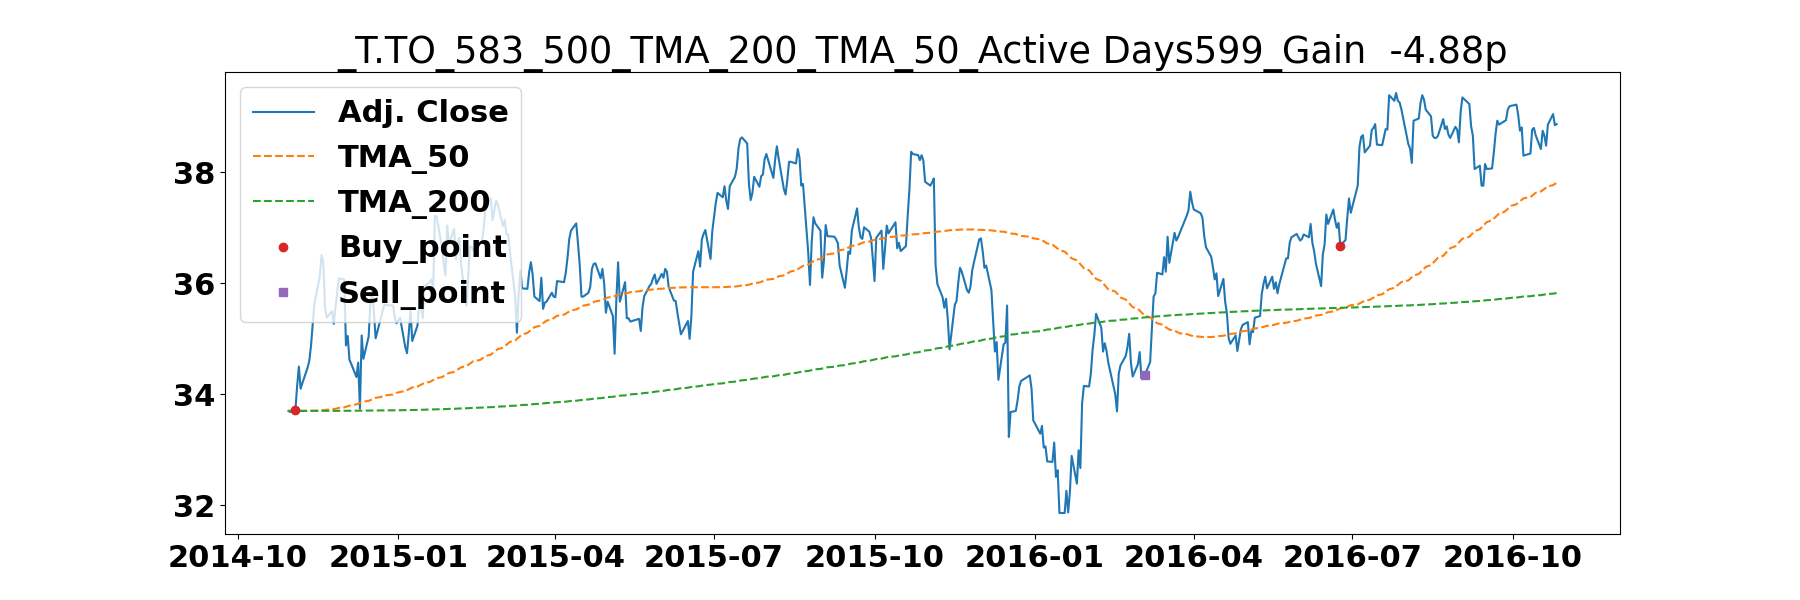 _T.TO_583_500_TMA_200_TMA_50_Active Days599_Gain  -4.88p
Adj. Close
TMA_50
TMA_200
Buy_point
Sell_point
38
36
34
32
2014-10 2015-01 2015-04 2015-07 2015-10 2016-01 2016-04 2016-07 2016-10